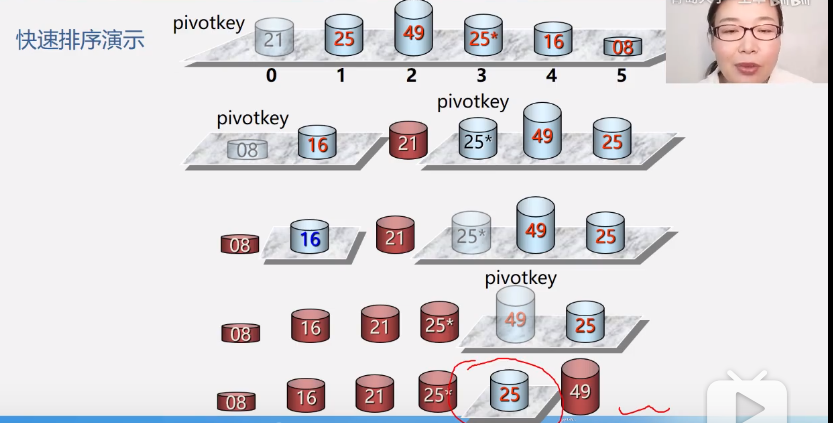 快速排序演示
pivotkey
21 25 49 25* 16 08
0 1 2 3 4 5
pivotkey pivotkey
08 16 21 25* 49 25
08 16 21 25* 49 25
pivotkey
08 16 21 25* 49 25
08 16 21 25* 25 49